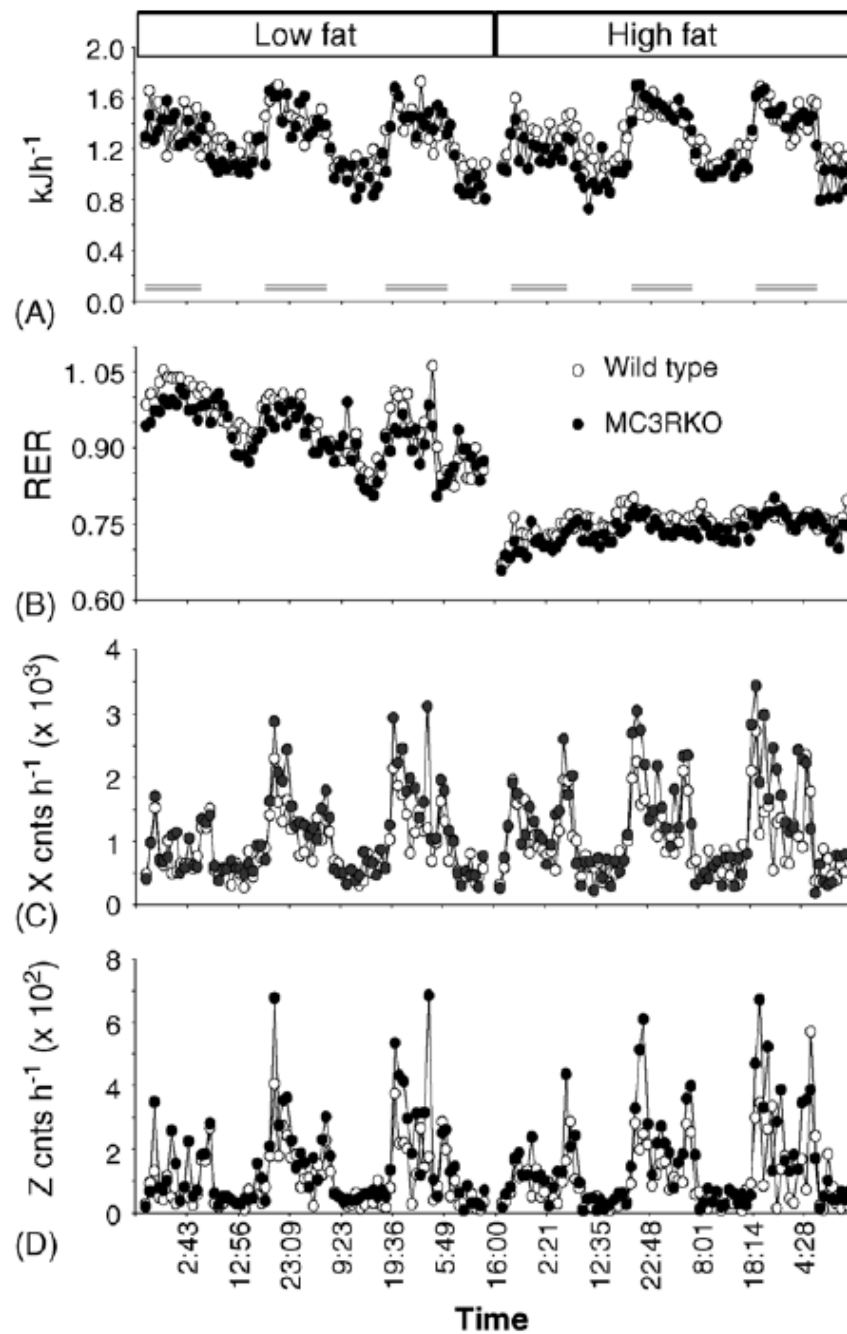 Low fat High fat
2.0
1.6
1.2
0.8
0.4
0.0
kJh-1
(A)
1. 05
0.90
0.75
0.60
RER
Wild type
MC3RKO
(B)
4
3
2
1
0
X cnts h-1 (x 10³)
(C)
8
6
4
2
0
Z cnts h-1 (x 10²)
(D)
2:43 12:56 23:09 9:23 19:36 5:49 16:00 2:21 12:35 22:48 8:01 18:14 4:28
Time